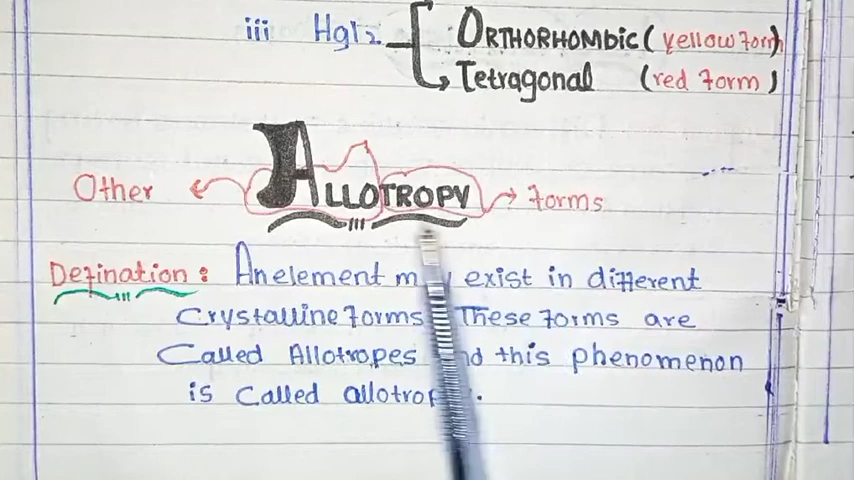 iii HgI2 ORTHORHOMBIC (yellow form)
Tetragonal (red form)
Other ALLOTROPY forms
Defination: An element may exist in different
Crystalline forms These forms are
Called Allotropes and this phenomenon
is Called allotropy.